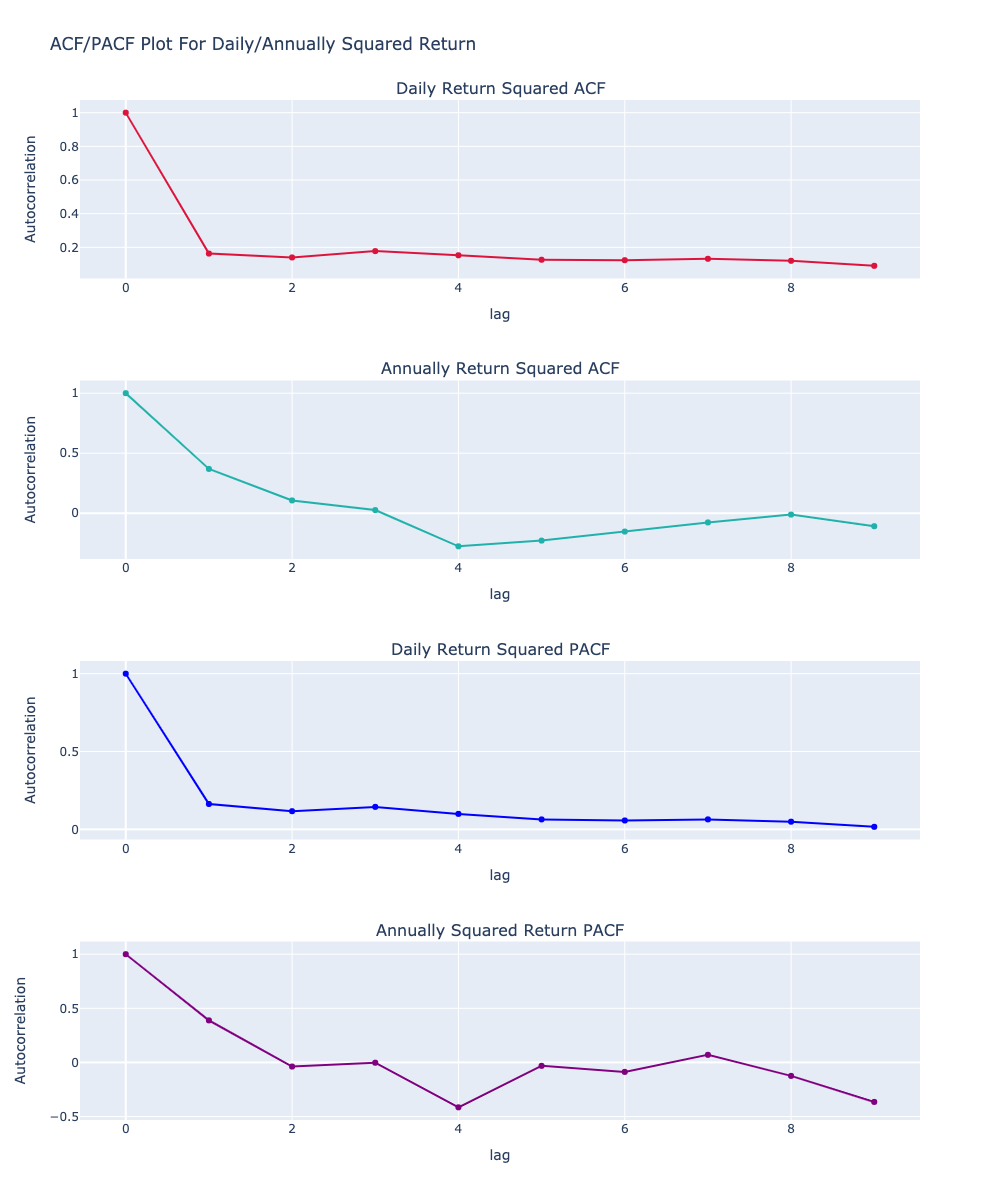 ACF/PACF Plot For Daily/Annually Squared Return
Daily Return Squared ACF
Autocorrelation
1
0.8
0.6
0.4
0.2
0 2 4 6 8
lag
Annually Return Squared ACF
Autocorrelation
1
0.5
0
0 2 4 6 8
lag
Daily Return Squared PACF
Autocorrelation
1
0.5
0
0 2 4 6 8
lag
Annually Squared Return PACF
Autocorrelation
1
0.5
0
−0.5
0 2 4 6 8
lag